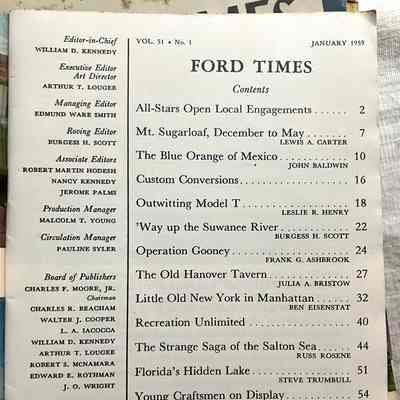 Editor-in-Chief
WILLIAM D. KENNEDY
Executive Editor
Art Director
ARTHUR T. LOUGEE
Managing Editor
EDMUND WARE SMITH
Roving Editor
BURGESS H. SCOTT
Associate Editors
ROBERT MARTIN HODESH
NANCY KENNEDY
JEROME PALMS
Production Manager
MALCOLM T. YOUNG
Circulation Manager
PAULINE SYLER
Board of Publishers
CHARLES F. MOORE, JR.
Chairman
CHARLES R. BEACHAM
WALTER J. COOPER
L. A. IACOCCA
WILLIAM D. KENNEDY
ARTHUR T. LOUGEE
ROBERT S. MCNAMARA
EDWARD E. ROTHMAN
J. O. WRIGHT
VOL. 51 • No. 1 JANUARY 1959
FORD TIMES
Contents
All-Stars Open Local Engagements ...... 2
Mt. Sugarloaf, December to May ....... 7
LEWIS A. CARTER
The Blue Orange of Mexico ........... 10
JOHN BALDWIN
Custom Conversions ................. 16
Outwitting Model T ................. 18
LESLIE R. HENRY
'Way up the Suwanee River ........... 22
BURGESS H. SCOTT
Operation Gooney ................... 24
FRANK G. ASHBROOK
The Old Hanover Tavern ............. 27
JULIA A. BRISTOW
Little Old New York in Manhattan ..... 32
BEN EISENSTAT
Recreation Unlimited ................ 40
The Strange Saga of the Salton Sea .... 44
RUSS ROSENE
Florida's Hidden Lake ............... 51
STEVE TRUMBULL
Young Craftsmen on Display .......... 54